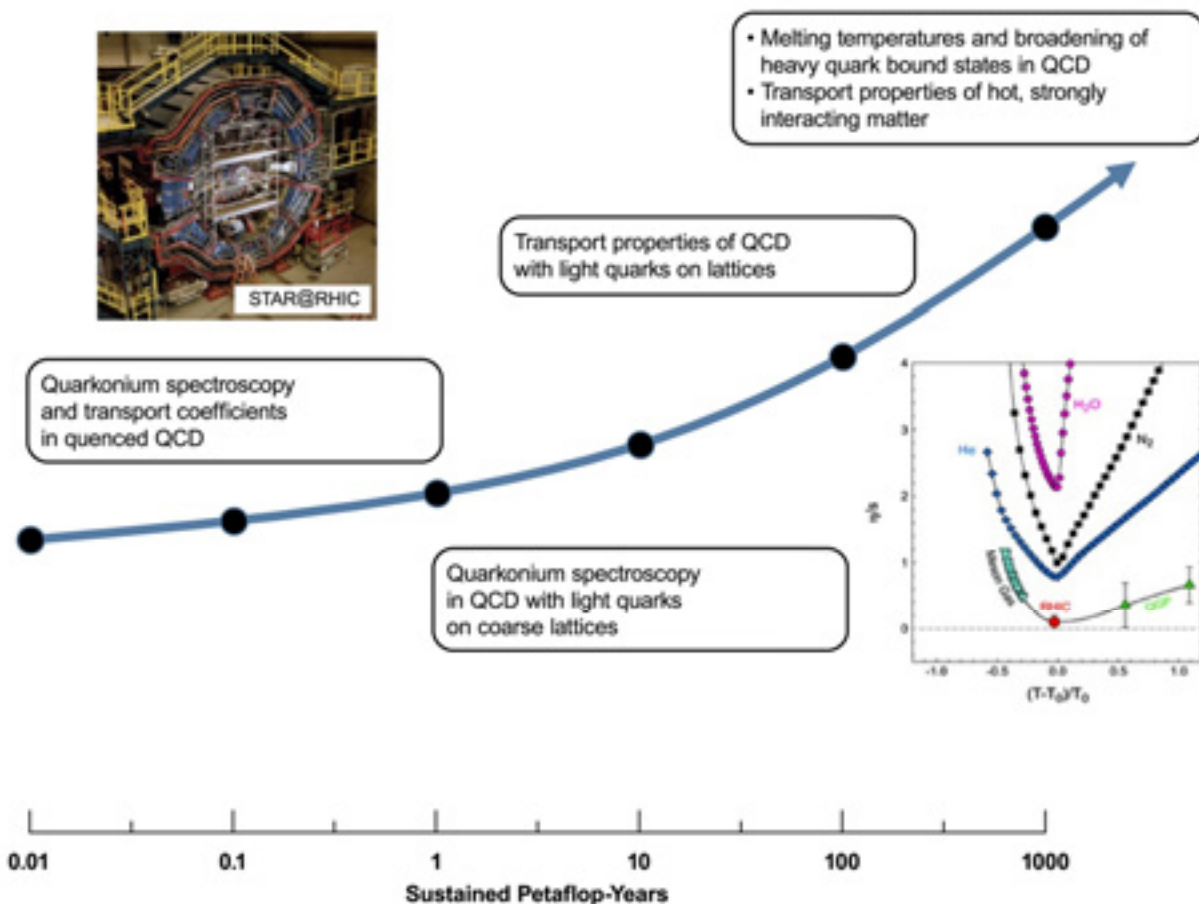 • Melting temperatures and broadening of
heavy quark bound states in QCD
• Transport properties of hot, strongly
interacting matter
STAR@RHIC
Transport properties of QCD
with light quarks on lattices
Quarkonium spectroscopy
and transport coefficients
in quenced QCD
Quarkonium spectroscopy
in QCD with light quarks
on coarse lattices
4
3
2
1
0
η/s
He
H₂O
N₂
Meson Gas
RHIC
QGP
-1.0 -0.5 0.0 0.5 1.0
(T-T₀)/T₀
0.01 0.1 1 10 100 1000
Sustained Petaflop-Years